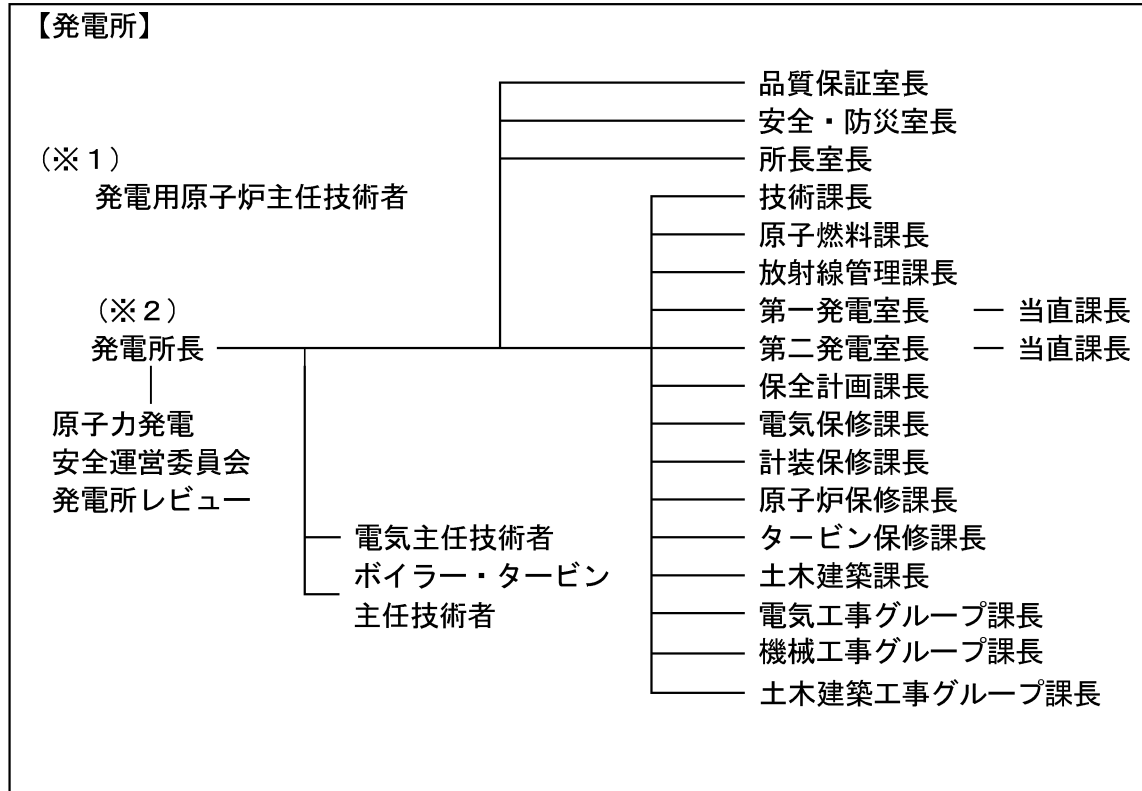 【発電所】
品質保証室長
安全・防災室長
(※1)
所長室長
発電用原子炉主任技術者
技術課長
原子燃料課長
放射線管理課長
(※2)
第一発電室長 ― 当直課長
発電所長
第二発電室長 ― 当直課長
保全計画課長
原子力発電
電気保修課長
安全運営委員会
計装保修課長
発電所レビュー
原子炉保修課長
電気主任技術者
タービン保修課長
ボイラー・タービン
土木建築課長
主任技術者
電気工事グループ課長
機械工事グループ課長
土木建築工事グループ課長